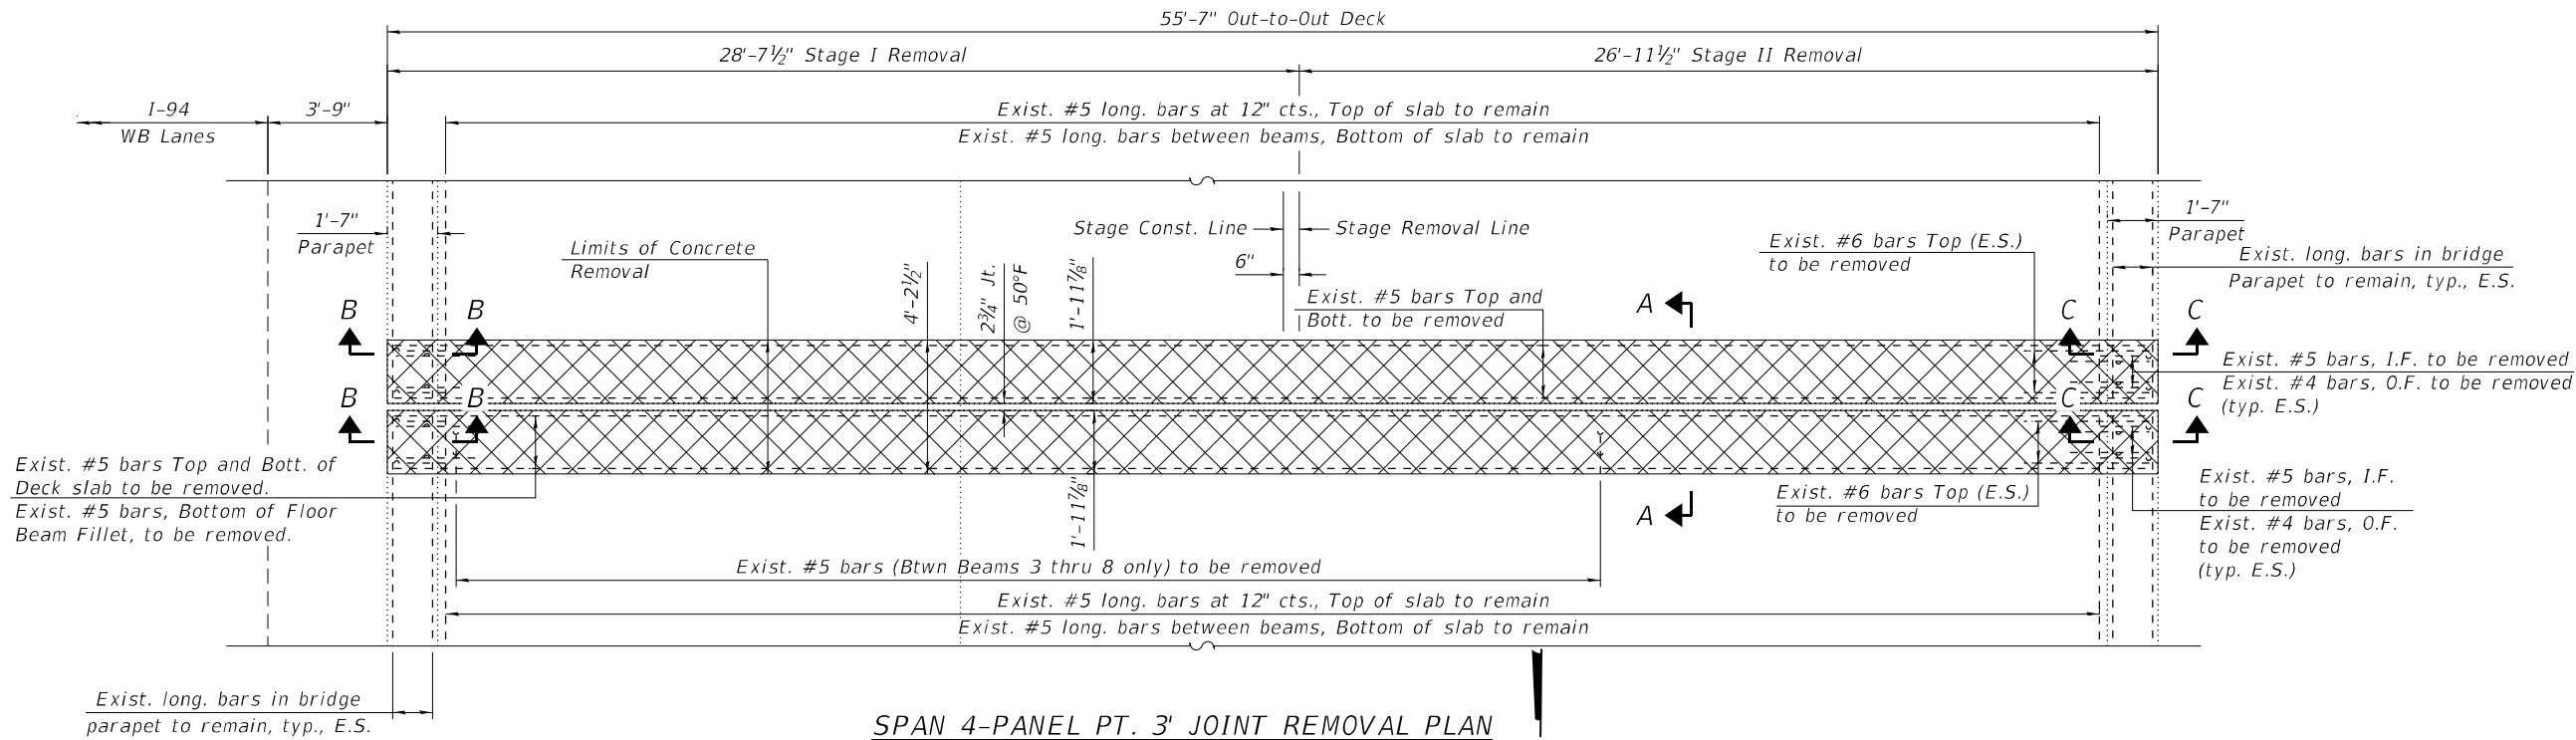 55'-7" Out-to-Out Deck
28'-7½" Stage I Removal
26'-11½" Stage II Removal
I-94
WB Lanes
3'-9"
Exist. #5 long. bars at 12" cts., Top of slab to remain
Exist. #5 long. bars between beams, Bottom of slab to remain
1'-7"
Parapet
Limits of Concrete
Removal
4'-2½"
2¾" Jt.
@ 50°F
1'-11⅞"
Stage Const. Line
Stage Removal Line
6"
Exist. #5 bars Top and
Bott. to be removed
A
Exist. #6 bars Top (E.S.)
to be removed
1'-7"
Parapet
Exist. long. bars in bridge
Parapet to remain, typ., E.S.
B
B
C
C
Exist. #5 bars, I.F. to be removed
Exist. #4 bars, O.F. to be removed
(typ. E.S.)
B
B
C
C
Exist. #5 bars Top and Bott. of
Deck slab to be removed.
Exist. #5 bars, Bottom of Floor
Beam Fillet, to be removed.
1'-11⅞"
A
Exist. #6 bars Top (E.S.)
to be removed
Exist. #5 bars, I.F.
to be removed
Exist. #4 bars, O.F.
to be removed
(typ. E.S.)
Exist. #5 bars (Btwn Beams 3 thru 8 only) to be removed
Exist. #5 long. bars at 12" cts., Top of slab to remain
Exist. #5 long. bars between beams, Bottom of slab to remain
Exist. long. bars in bridge
parapet to remain, typ., E.S.
SPAN 4-PANEL PT. 3' JOINT REMOVAL PLAN